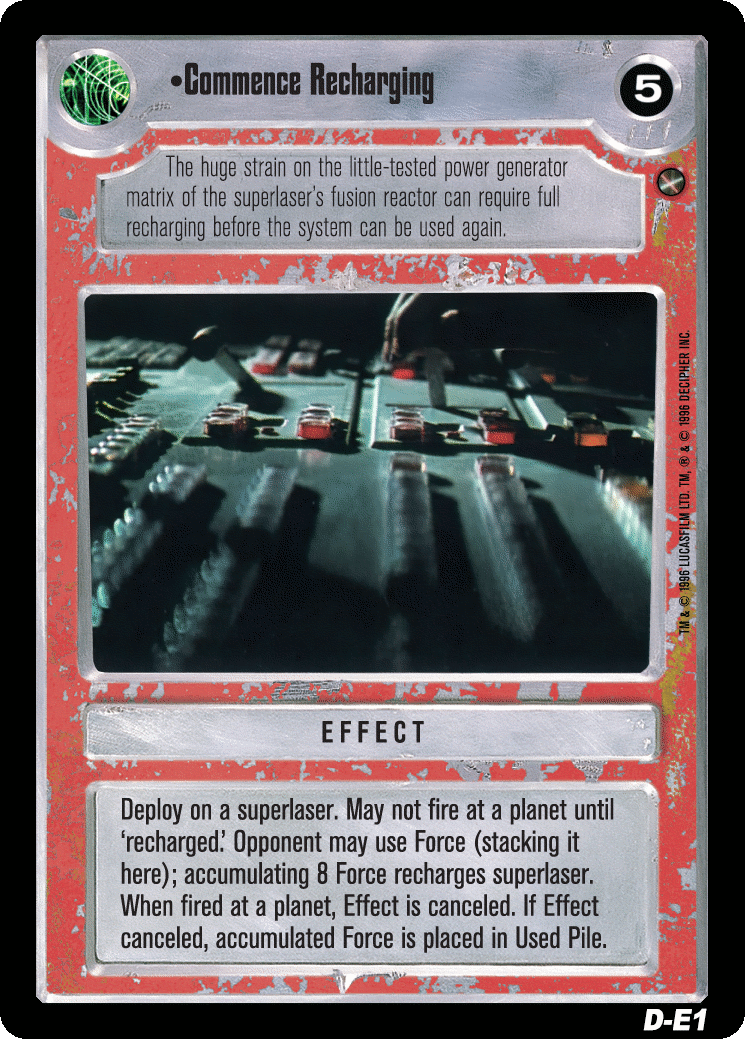 •Commence Recharging
5
The huge strain on the little-tested power generator
matrix of the superlaser's fusion reactor can require full
recharging before the system can be used again.
TM & © 1996 LUCASFILM LTD. TM, ® & © 1996 DECIPHER INC.
EFFECT
Deploy on a superlaser. May not fire at a planet until
‘recharged.’ Opponent may use Force (stacking it
here); accumulating 8 Force recharges superlaser.
When fired at a planet, Effect is canceled. If Effect
canceled, accumulated Force is placed in Used Pile.
D-E1